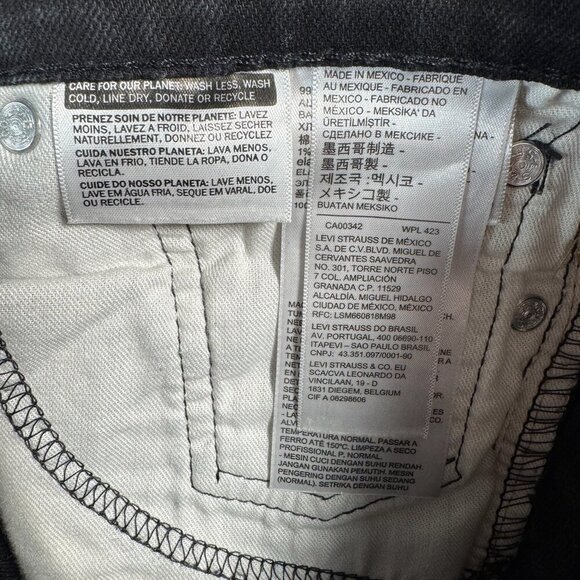 CARE FOR OUR PLANET: WASH LESS, WASH
COLD, LINE DRY, DONATE OR RECYCLE
PRENEZ SOIN DE NOTRE PLANETE: LAVEZ
MOINS, LAVEZ A FROID, LAISSEZ SÉCHER
NATURELLEMENT, DONNEZ OU RECYCLEZ
CUIDA NUESTRO PLANETA: LAVA MENOS,
LAVA EN FRIO, TIENDE LA ROPA, DONA O
RECICLA.
CUIDE DO NOSSO PLANETA: LAVE MENOS,
LAVE EM ÁGUA FRIA, SEQUE NO VARAL, DOE
OU RECICLE.
MADE IN MEXICO - FABRIQUÉ
AU MEXIQUE - FABRICADO EN
MÉXICO - FABRICADO NO
MÉXICO - MEKSİKA'DA
ÜRETİLMİŞTİR -
СДЕЛАНО В МЕКСИКЕ -
墨西哥制造 -
墨西哥製 -
제조국 :멕시코 -
メキシコ製 -
BUATAN MEKSIKO
CA00342 WPL 423
LEVI STRAUSS DE MÉXICO
S.A. DE C.V.BLVD. MIGUEL DE
CERVANTES SAAVEDRA
NO. 301, TORRE NORTE PISO
7 COL. AMPLIACIÓN
GRANADA C.P. 11529
ALCALDÍA. MIGUEL HIDALGO
CIUDAD DE MÉXICO, MÉXICO
RFC: LSM660818M98
LEVI STRAUSS DO BRASIL
AV. PORTUGAL, 400 06690-110
ITAPEVI – SAO PAULO BRASIL
CNPJ: 43.351.097/0001-90
LEVI STRAUSS & CO. EU
SCA/CVA LEONARDO DA
VINCILAAN, 19 - D
1831 DIEGEM, BELGIUM
CIF A 08298606
TEMPERATURA NORMAL. PASSAR A
FERRO ATÉ 150ºC. LIMPEZA A SECO
PROFISSIONAL P. NORMAL
- MESIN CUCI DENGAN SUHU RENDAH.
JANGAN GUNAKAN PEMUTIH. MESIN
PENGERING DENGAN SUHU SEDANG
(NORMAL). SETRIKA DENGAN SUHU